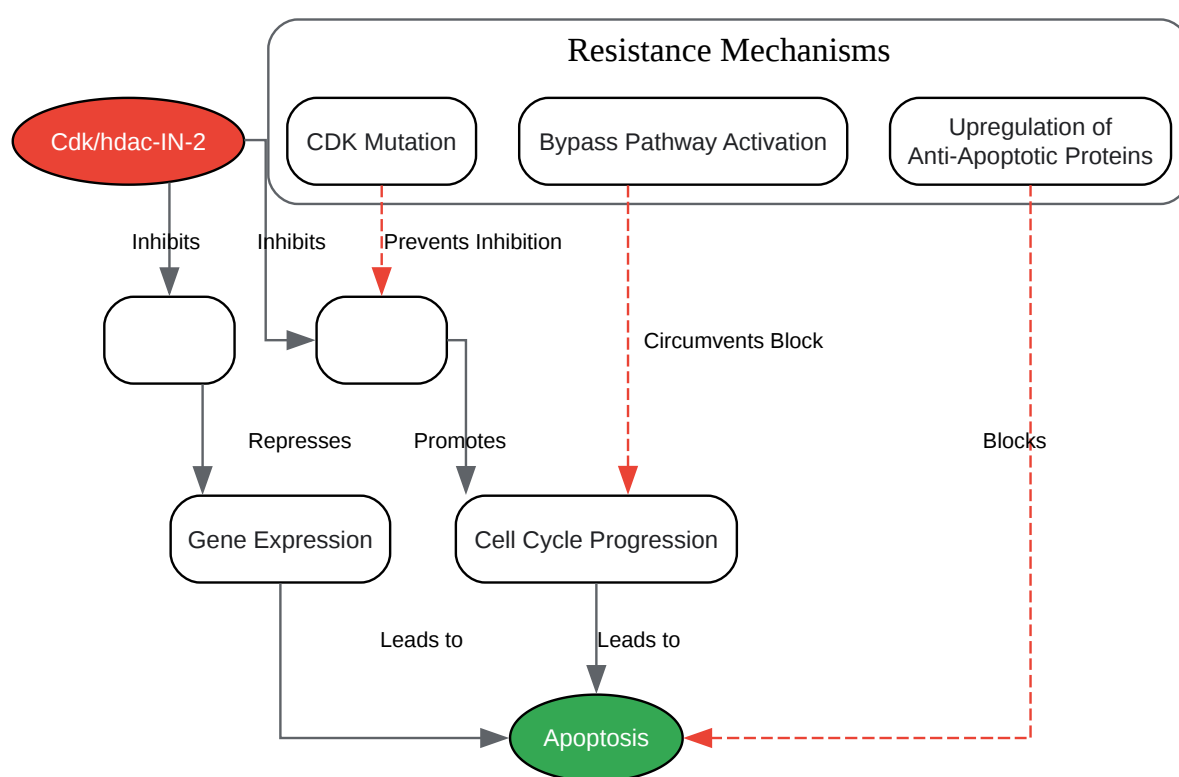 Resistance Mechanisms
Cdk/hdac-IN-2
CDK Mutation
Bypass Pathway Activation
Upregulation of
Anti-Apoptotic Proteins
Inhibits
Inhibits
Prevents Inhibition
Circumvents Block
Represses
Promotes
Blocks
Gene Expression
Cell Cycle Progression
Leads to
Leads to
Apoptosis